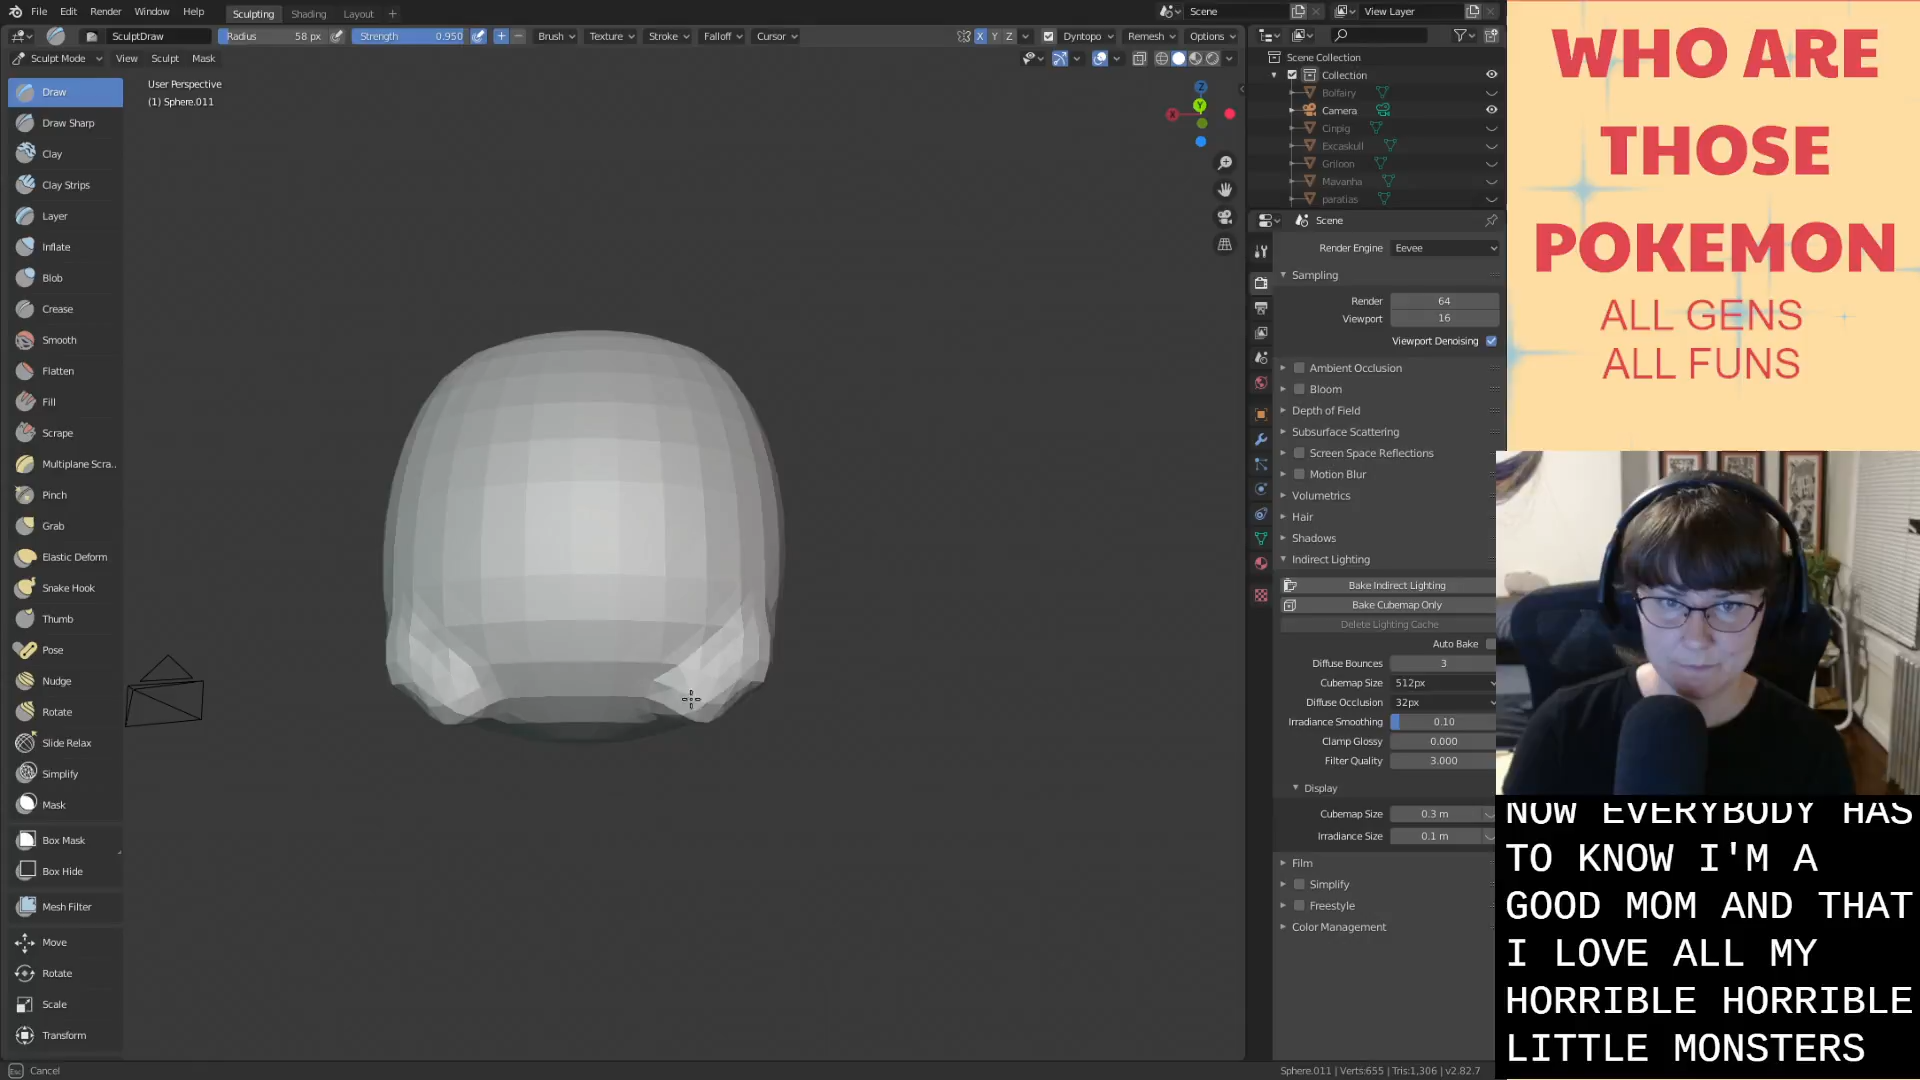 File Edit Render Window Help Sculpting Shading Layout + Scene View Layer
SculptDraw Radius 58 px Strength 0.950 + − Brush Texture Stroke Falloff Cursor X Y Z Dyntopo Remesh Options
Sculpt Mode View Sculpt Mask
User Perspective
(1) Sphere.011
Draw
Draw Sharp
Clay
Clay Strips
Layer
Inflate
Blob
Crease
Smooth
Flatten
Fill
Scrape
Multiplane Scra..
Pinch
Grab
Elastic Deform
Snake Hook
Thumb
Pose
Nudge
Rotate
Slide Relax
Simplify
Mask
Box Mask
Box Hide
Mesh Filter
Move
Rotate
Scale
Transform
Esc Cancel
Z
Y
X
Scene Collection
Collection
Bolfairy
Camera
Cinpig
Excaskull
Griloon
Mavanha
paratias
Scene
Render Engine Eevee
Sampling
Render 64
Viewport 16
Viewport Denoising
Ambient Occlusion
Bloom
Depth of Field
Subsurface Scattering
Screen Space Reflections
Motion Blur
Volumetrics
Hair
Shadows
Indirect Lighting
Bake Indirect Lighting
Bake Cubemap Only
Delete Lighting Cache
Auto Bake
Diffuse Bounces 3
Cubemap Size 512px
Diffuse Occlusion 32px
Irradiance Smoothing 0.10
Clamp Glossy 0.000
Filter Quality 3.000
Display
Cubemap Size 0.3 m
Irradiance Size 0.1 m
Film
Simplify
Freestyle
Color Management
Sphere.011 | Verts:655 | Tris:1,306 | v2.82.7
WHO ARE
THOSE
POKEMON
ALL GENS
ALL FUNS
NOW EVERYBODY HAS
TO KNOW I'M A
GOOD MOM AND THAT
I LOVE ALL MY
HORRIBLE HORRIBLE
LITTLE MONSTERS